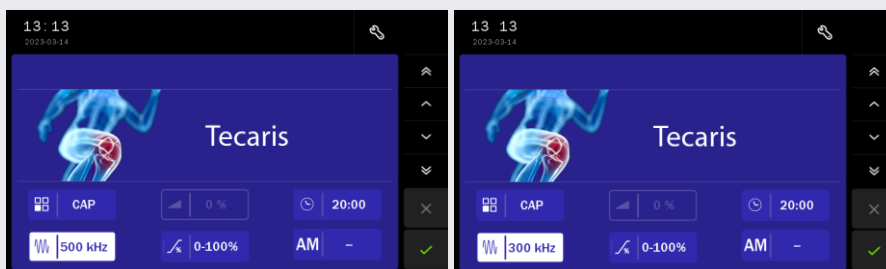 13:13
2023-03-14
Tecaris
CAP
0 %
20:00
500 kHz
0-100%
AM
–
13 13
2023-03-14
Tecaris
CAP
0 %
20:00
300 kHz
0-100%
AM
–